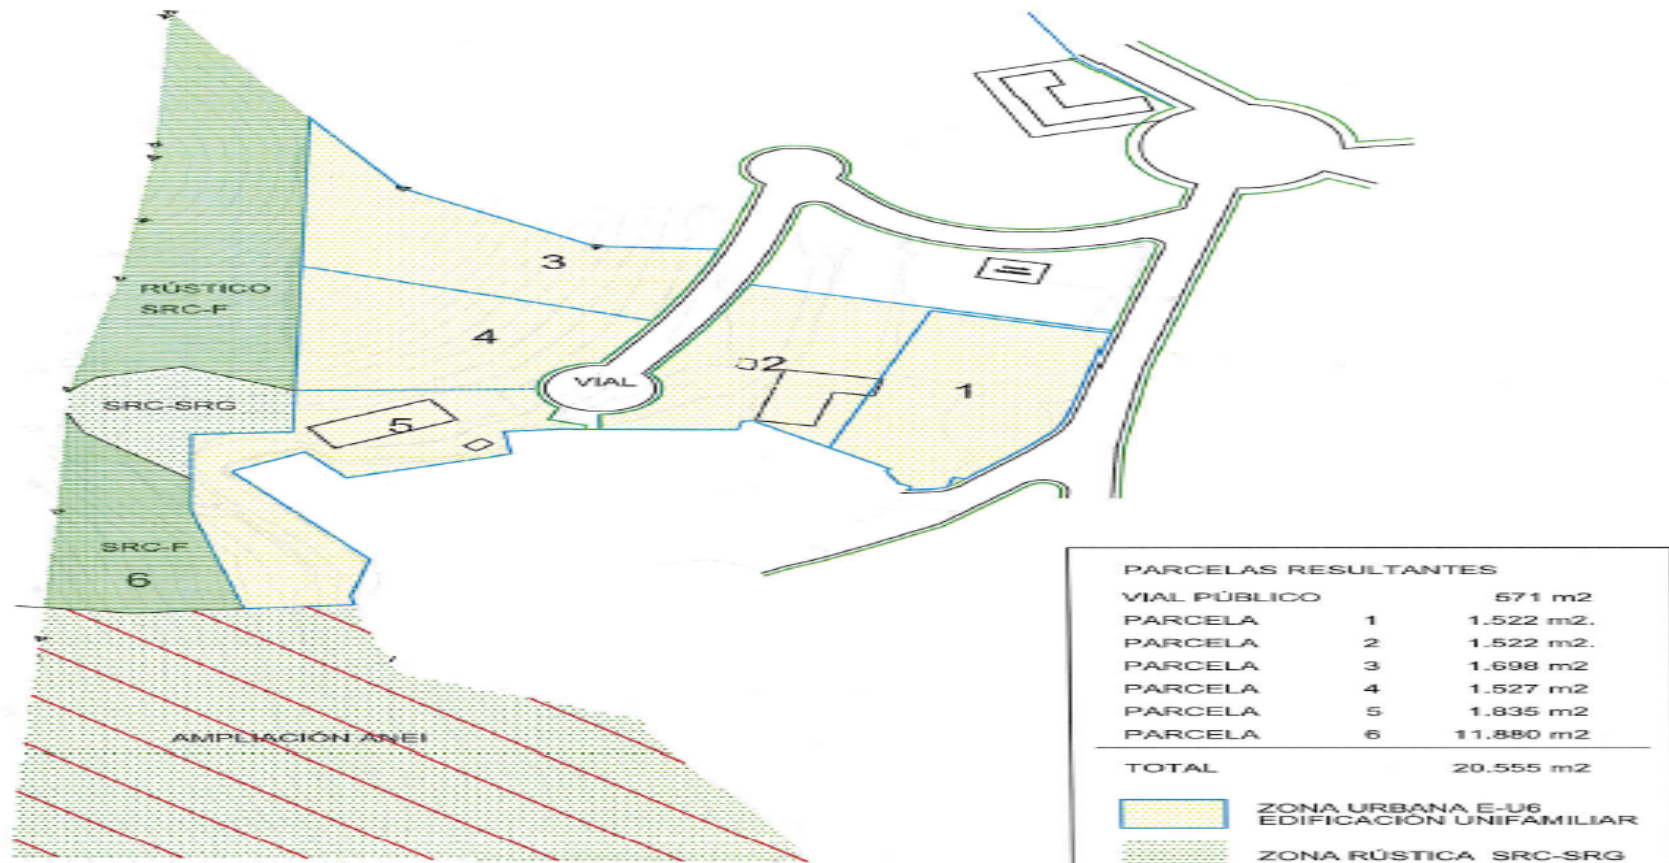 3
RÚSTICO
SRC-F
4
2
VIAL
1
SRC-SRG
5
SRC-F
6
AMPLIACIÓN ANEI
PARCELAS RESULTANTES
VIAL PÚBLICO 571 m2
PARCELA 1 1.522 m2.
PARCELA 2 1.522 m2.
PARCELA 3 1.698 m2
PARCELA 4 1.527 m2
PARCELA 5 1.835 m2
PARCELA 6 11.880 m2
TOTAL 20.555 m2
ZONA URBANA E-U6
EDIFICACIÓN UNIFAMILIAR
ZONA RÚSTICA SRC-SRG